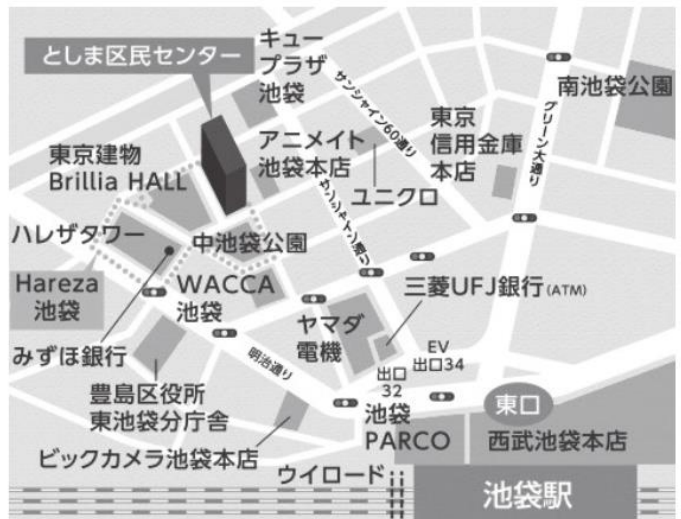 としま区民センター
キュー
プラザ
池袋
サンシャイン60通り
南池袋公園
東京
信用金庫
本店
グリーン大通り
東京建物
Brillia HALL
アニメイト
池袋本店
ユニクロ
サンシャイン通り
ハレザタワー
中池袋公園
Hareza
池袋
WACCA
池袋
三菱UFJ銀行(ATM)
みずほ銀行
ヤマダ
電機
明治通り
EV
出口34
出口
32
豊島区役所
東池袋分庁舎
池袋
PARCO
東口
西武池袋本店
ビックカメラ池袋本店
ウイロード
池袋駅